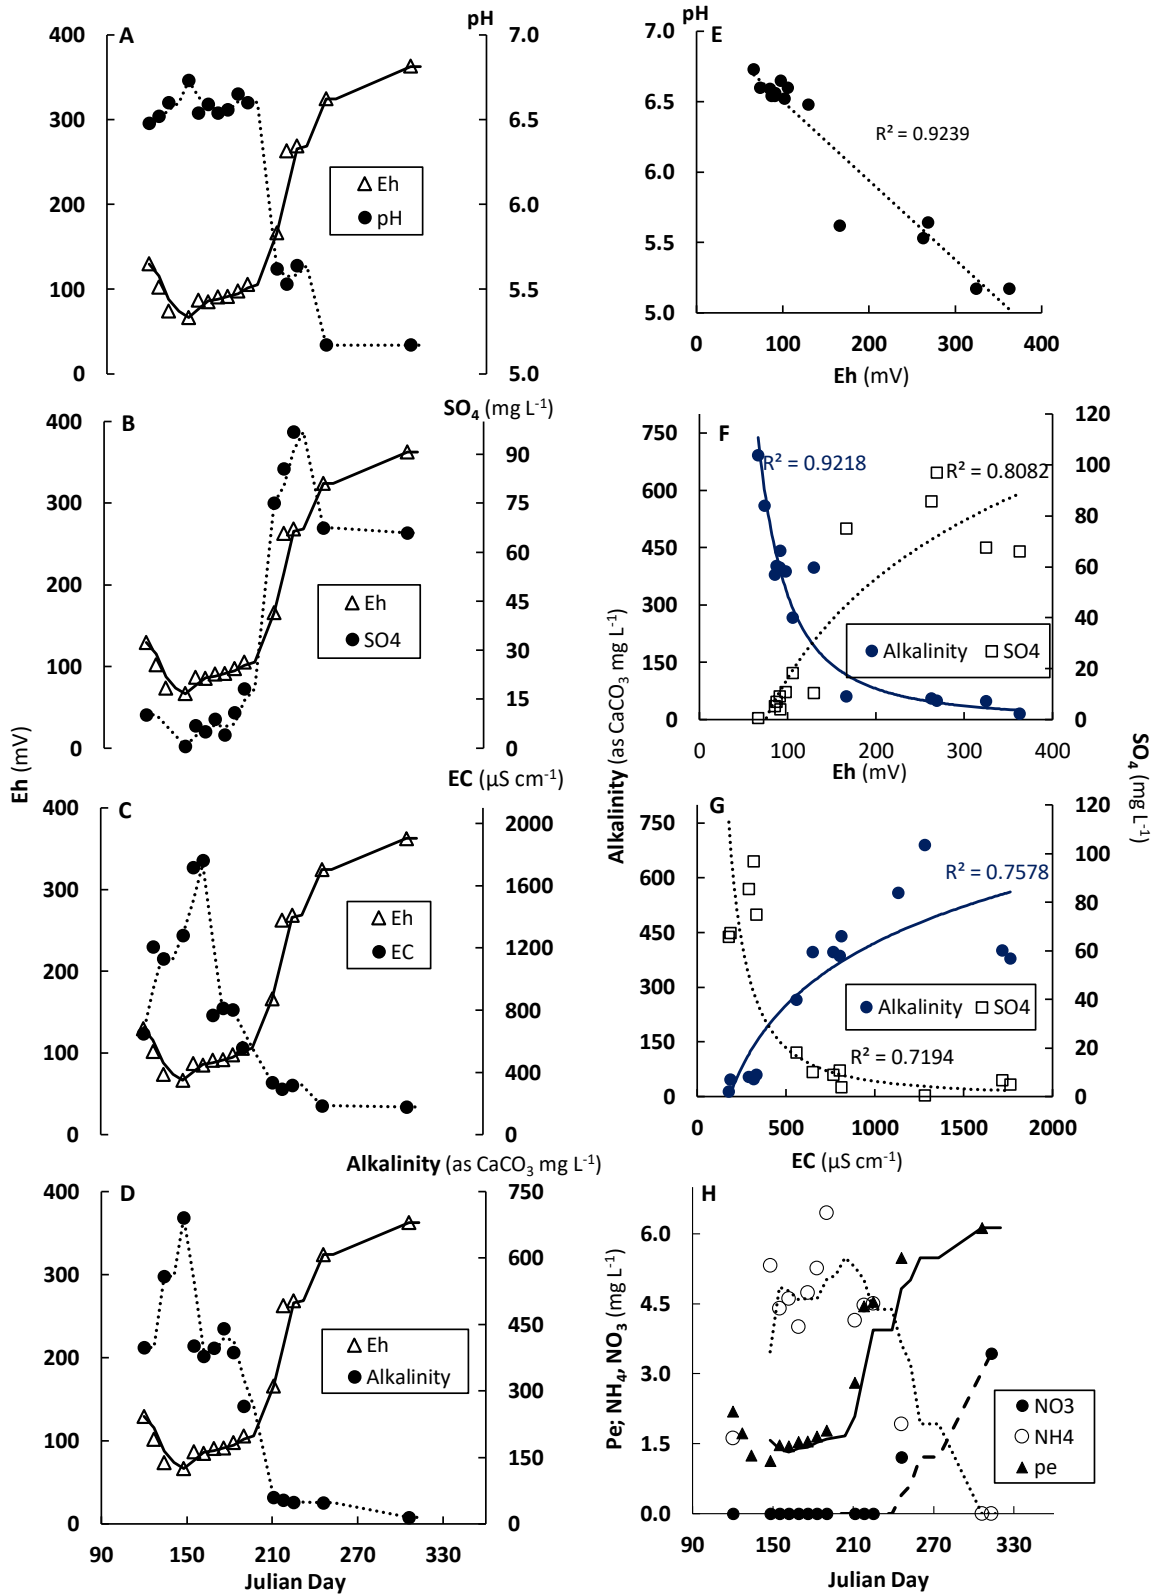 pH
A
400
300
200
100
0
7.0
6.5
6.0
5.5
5.0
Eh
pH
pH
E
7.0
6.5
6.0
5.5
5.0
R² = 0.9239
0 100 200 300 400
Eh (mV)
SO₄ (mg L⁻¹)
B
400
300
200
100
0
90
75
60
45
30
15
0
Eh
SO4
Eh (mV)
F
750
600
450
300
150
0
120
100
80
60
40
20
0
R² = 0.9218
R² = 0.8082
Alkalinity SO4
0 100 200 300 400
Eh (mV)
Alkalinity (as CaCO₃ mg L⁻¹)
SO₄ (mg L⁻¹)
EC (µS cm⁻¹)
C
400
300
200
100
0
2000
1600
1200
800
400
0
Eh
EC
G
750
600
450
300
150
0
120
100
80
60
40
20
0
R² = 0.7578
Alkalinity SO4
R² = 0.7194
0 500 1000 1500 2000
EC (µS cm⁻¹)
Alkalinity (as CaCO₃ mg L⁻¹)
D
400
300
200
100
0
750
600
450
300
150
0
Eh
Alkalinity
90 150 210 270 330
Julian Day
H
Pe; NH₄, NO₃ (mg L⁻¹)
6.0
4.5
3.0
1.5
0.0
NO3
NH4
pe
90 150 210 270 330
Julian Day